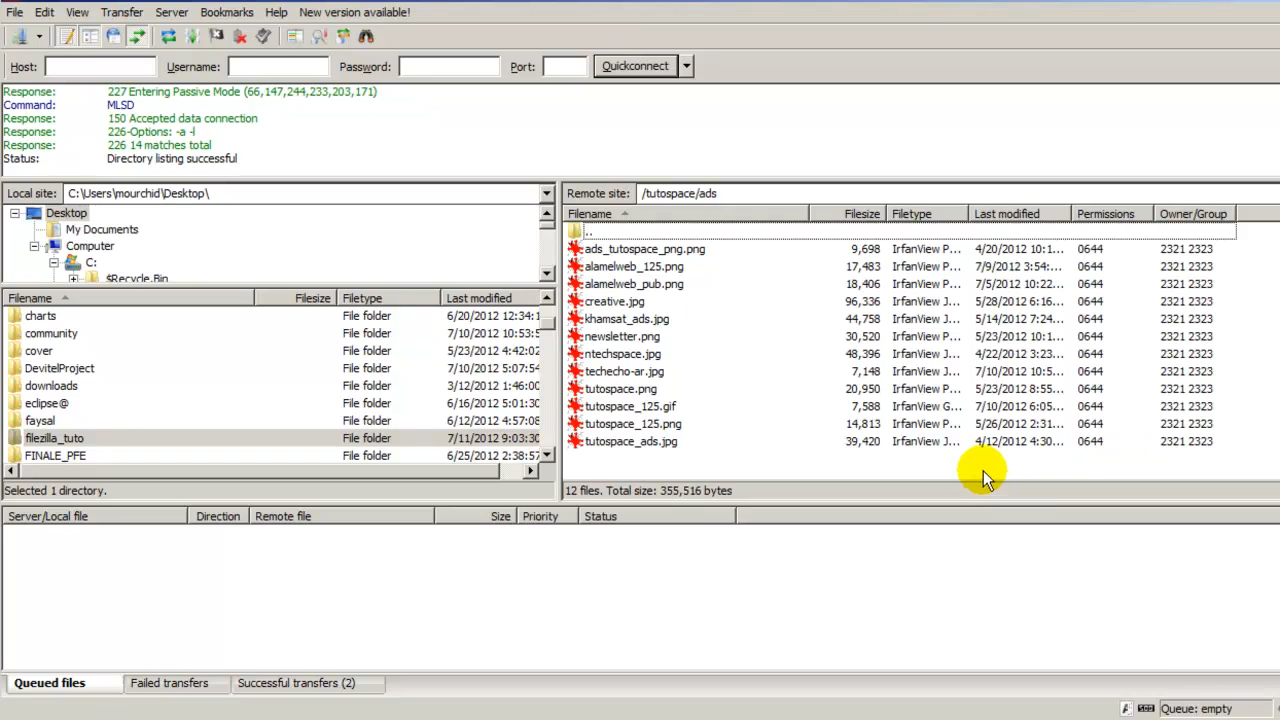 File Edit View Transfer Server Bookmarks Help New version available!
Host: Username: Password: Port: Quickconnect
Response: 227 Entering Passive Mode (66,147,244,233,203,171)
Command: MLSD
Response: 150 Accepted data connection
Response: 226-Options: -a -l
Response: 226 14 matches total
Status: Directory listing successful
Local site: C:\Users\mourchid\Desktop\
Desktop
My Documents
Computer
C:
$Recycle.Bin
Filename Filesize Filetype Last modified
charts File folder 6/20/2012 12:34:1
community File folder 7/10/2012 10:53:5
cover File folder 5/23/2012 4:42:02
DevitelProject File folder 7/10/2012 5:07:54
downloads File folder 3/12/2012 1:46:00
eclipse@ File folder 6/16/2012 5:01:30
faysal File folder 6/12/2012 4:57:08
filezilla_tuto File folder 7/11/2012 9:03:30
FINALE_PFE File folder 6/25/2012 2:38:57
Selected 1 directory.
Remote site: /tutospace/ads
Filename Filesize Filetype Last modified Permissions Owner/Group
..
ads_tutospace_png.png 9,698 IrfanView P... 4/20/2012 10:1... 0644 2321 2323
alamelweb_125.png 17,483 IrfanView P... 7/9/2012 3:54:... 0644 2321 2323
alamelweb_pub.png 18,406 IrfanView P... 7/5/2012 10:22... 0644 2321 2323
creative.jpg 96,336 IrfanView J... 5/28/2012 6:16... 0644 2321 2323
khamsat_ads.jpg 44,758 IrfanView J... 5/14/2012 7:24... 0644 2321 2323
newsletter.png 30,520 IrfanView P... 5/23/2012 10:1... 0644 2321 2323
ntechspace.jpg 48,396 IrfanView J... 4/22/2012 3:23... 0644 2321 2323
techecho-ar.jpg 7,148 IrfanView J... 7/10/2012 10:5... 0644 2321 2323
tutospace.png 20,950 IrfanView P... 5/23/2012 8:55... 0644 2321 2323
tutospace_125.gif 7,588 IrfanView G... 7/10/2012 6:05... 0644 2321 2323
tutospace_125.png 14,813 IrfanView P... 5/26/2012 2:31... 0644 2321 2323
tutospace_ads.jpg 39,420 IrfanView J... 4/12/2012 4:30... 0644 2321 2323
12 files. Total size: 355,516 bytes
Server/Local file Direction Remote file Size Priority Status
Queued files Failed transfers Successful transfers (2)
Queue: empty